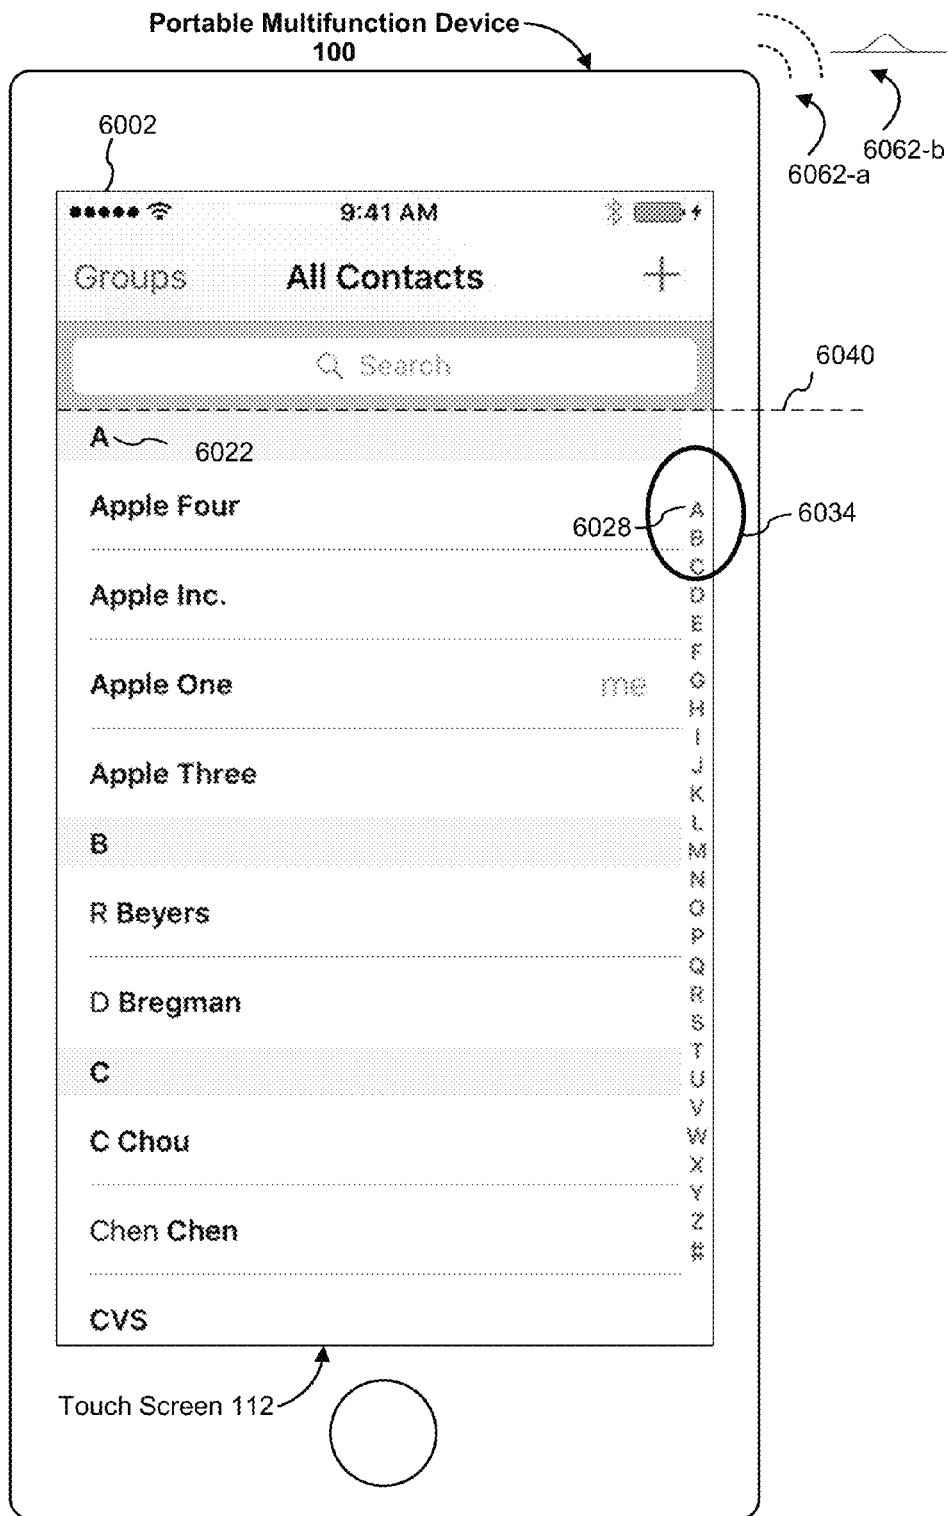 Portable Multifunction Device
100
6002
6062-b
6062-a
9:41 AM
Groups All Contacts +
Search
6040
A
6022
Apple Four
6028
6034
Apple Inc.
Apple One me
Apple Three
B
R Beyers
D Bregman
C
C Chou
Chen Chen
CVS
A
B
C
D
E
F
G
H
I
J
K
L
M
N
O
P
Q
R
S
T
U
V
W
X
Y
Z
#
Touch Screen 112